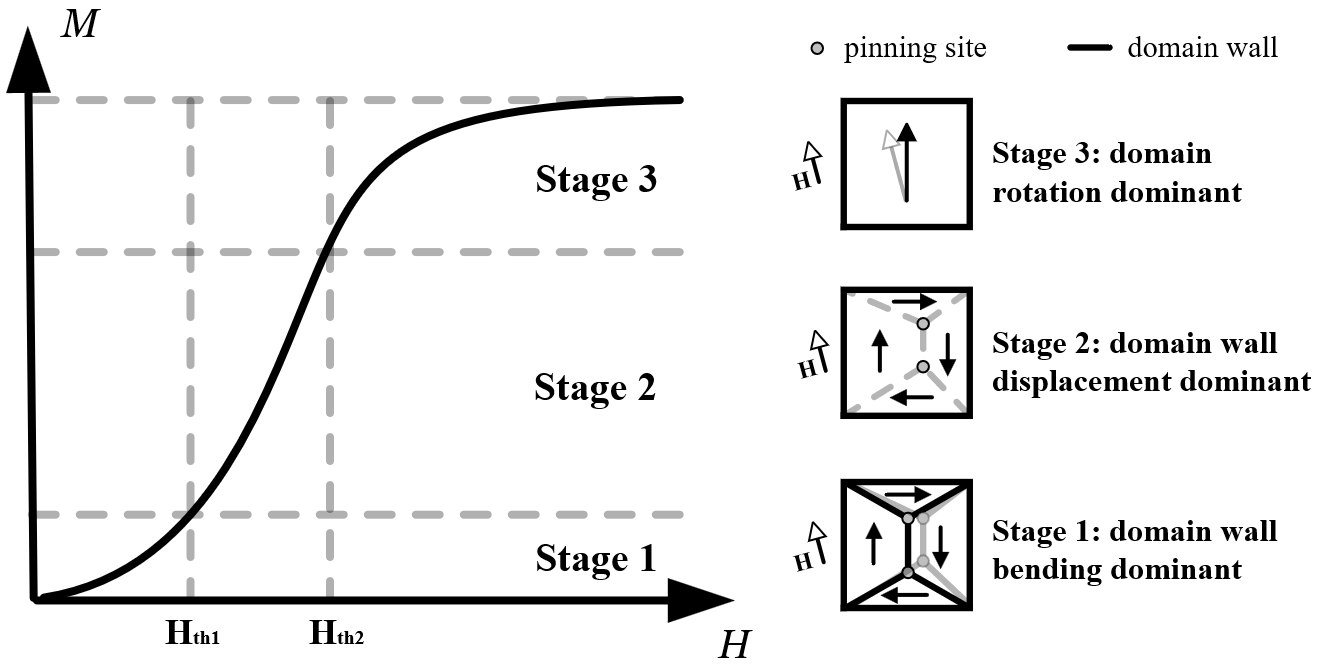 M
pinning site
domain wall
Stage 3
Stage 2
Stage 1
Hth1
Hth2
H
H
Stage 3: domain
rotation dominant
H
Stage 2: domain wall
displacement dominant
H
Stage 1: domain wall
bending dominant